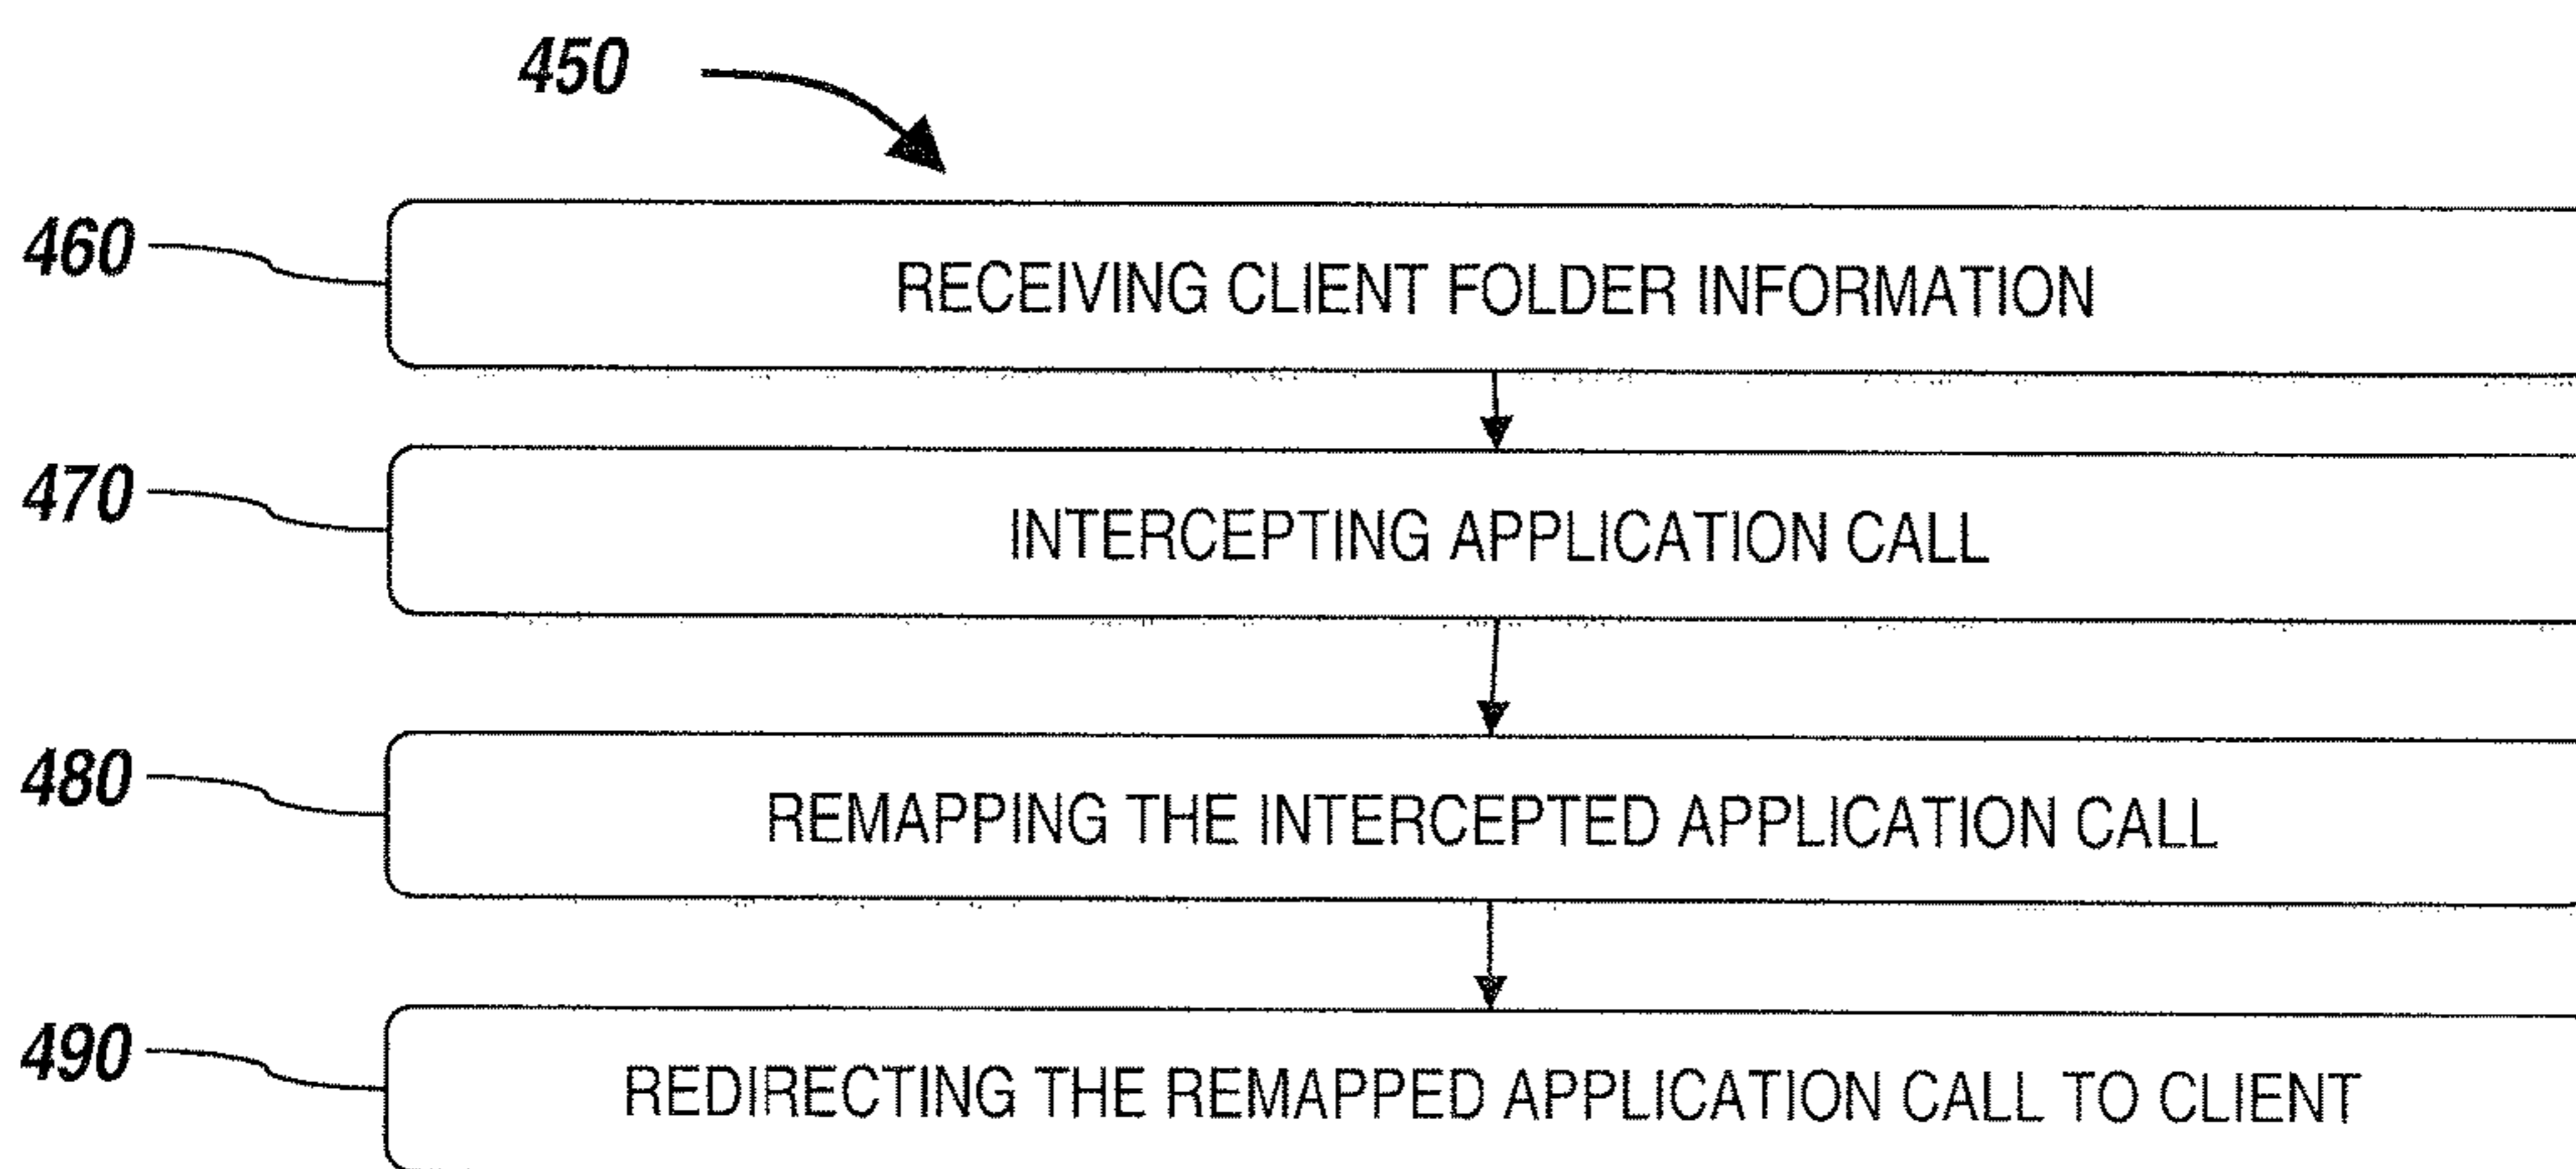 450
460
RECEIVING CLIENT FOLDER INFORMATION
470
INTERCEPTING APPLICATION CALL
480
REMAPPING THE INTERCEPTED APPLICATION CALL
490
REDIRECTING THE REMAPPED APPLICATION CALL TO CLIENT